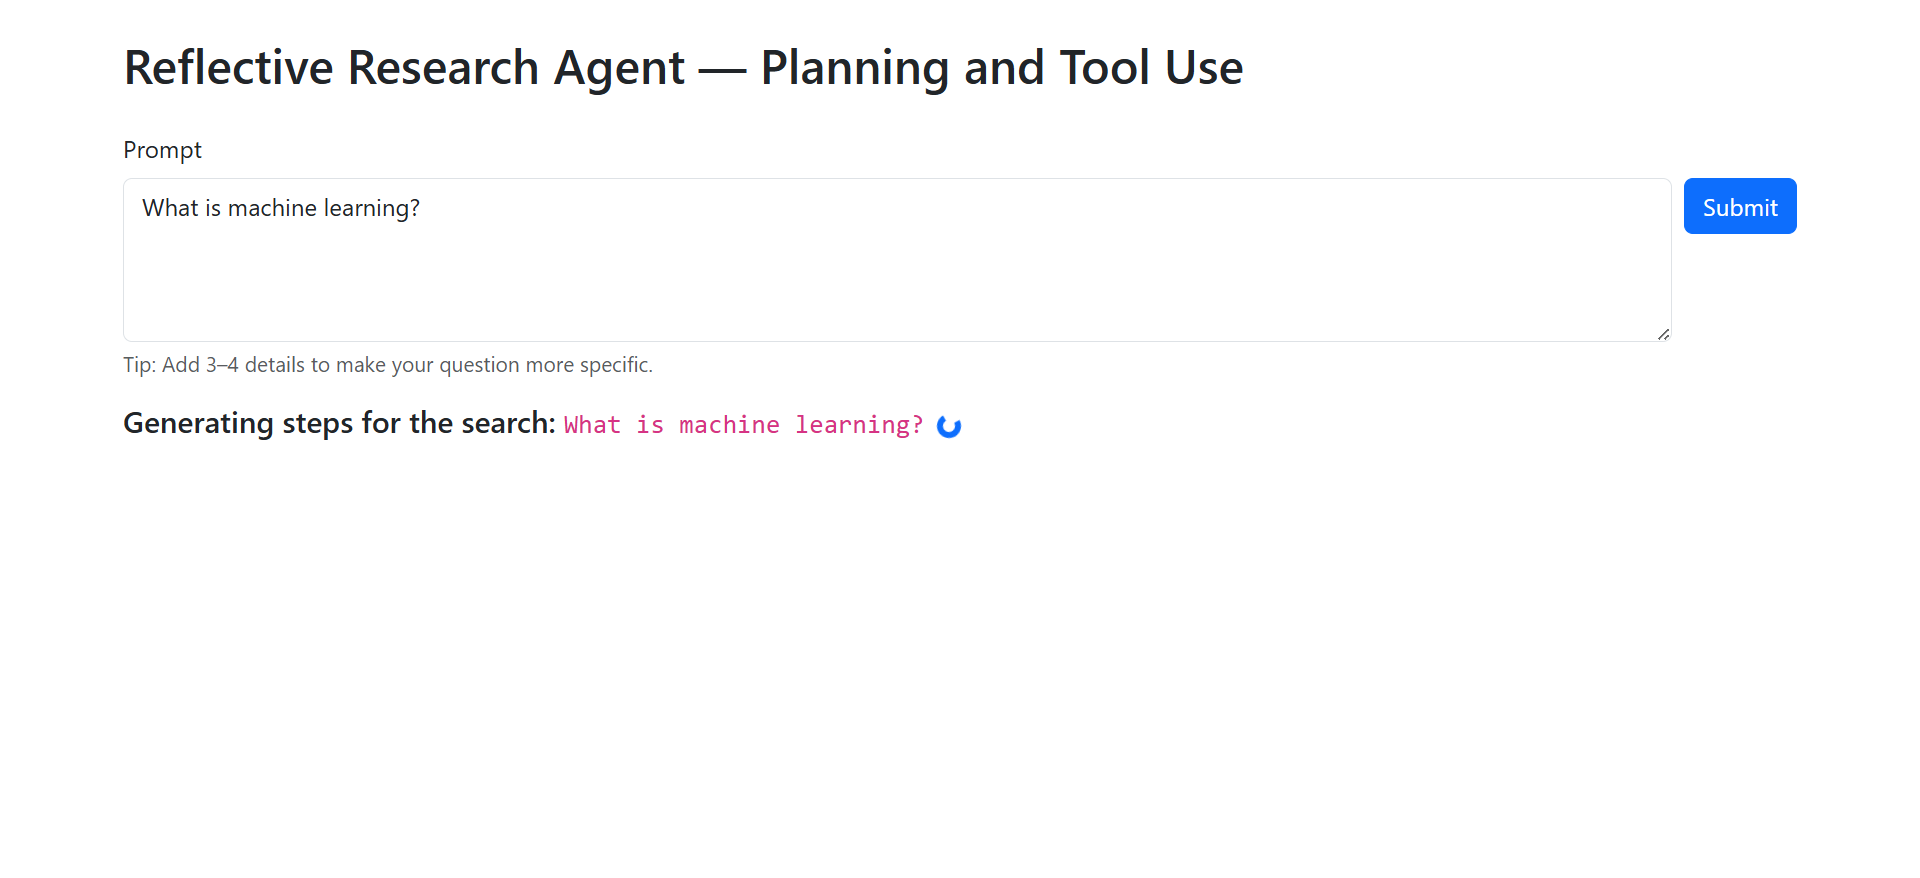 Reflective Research Agent — Planning and Tool Use
Prompt
What is machine learning?
Submit
Tip: Add 3–4 details to make your question more specific.
Generating steps for the search: What is machine learning?